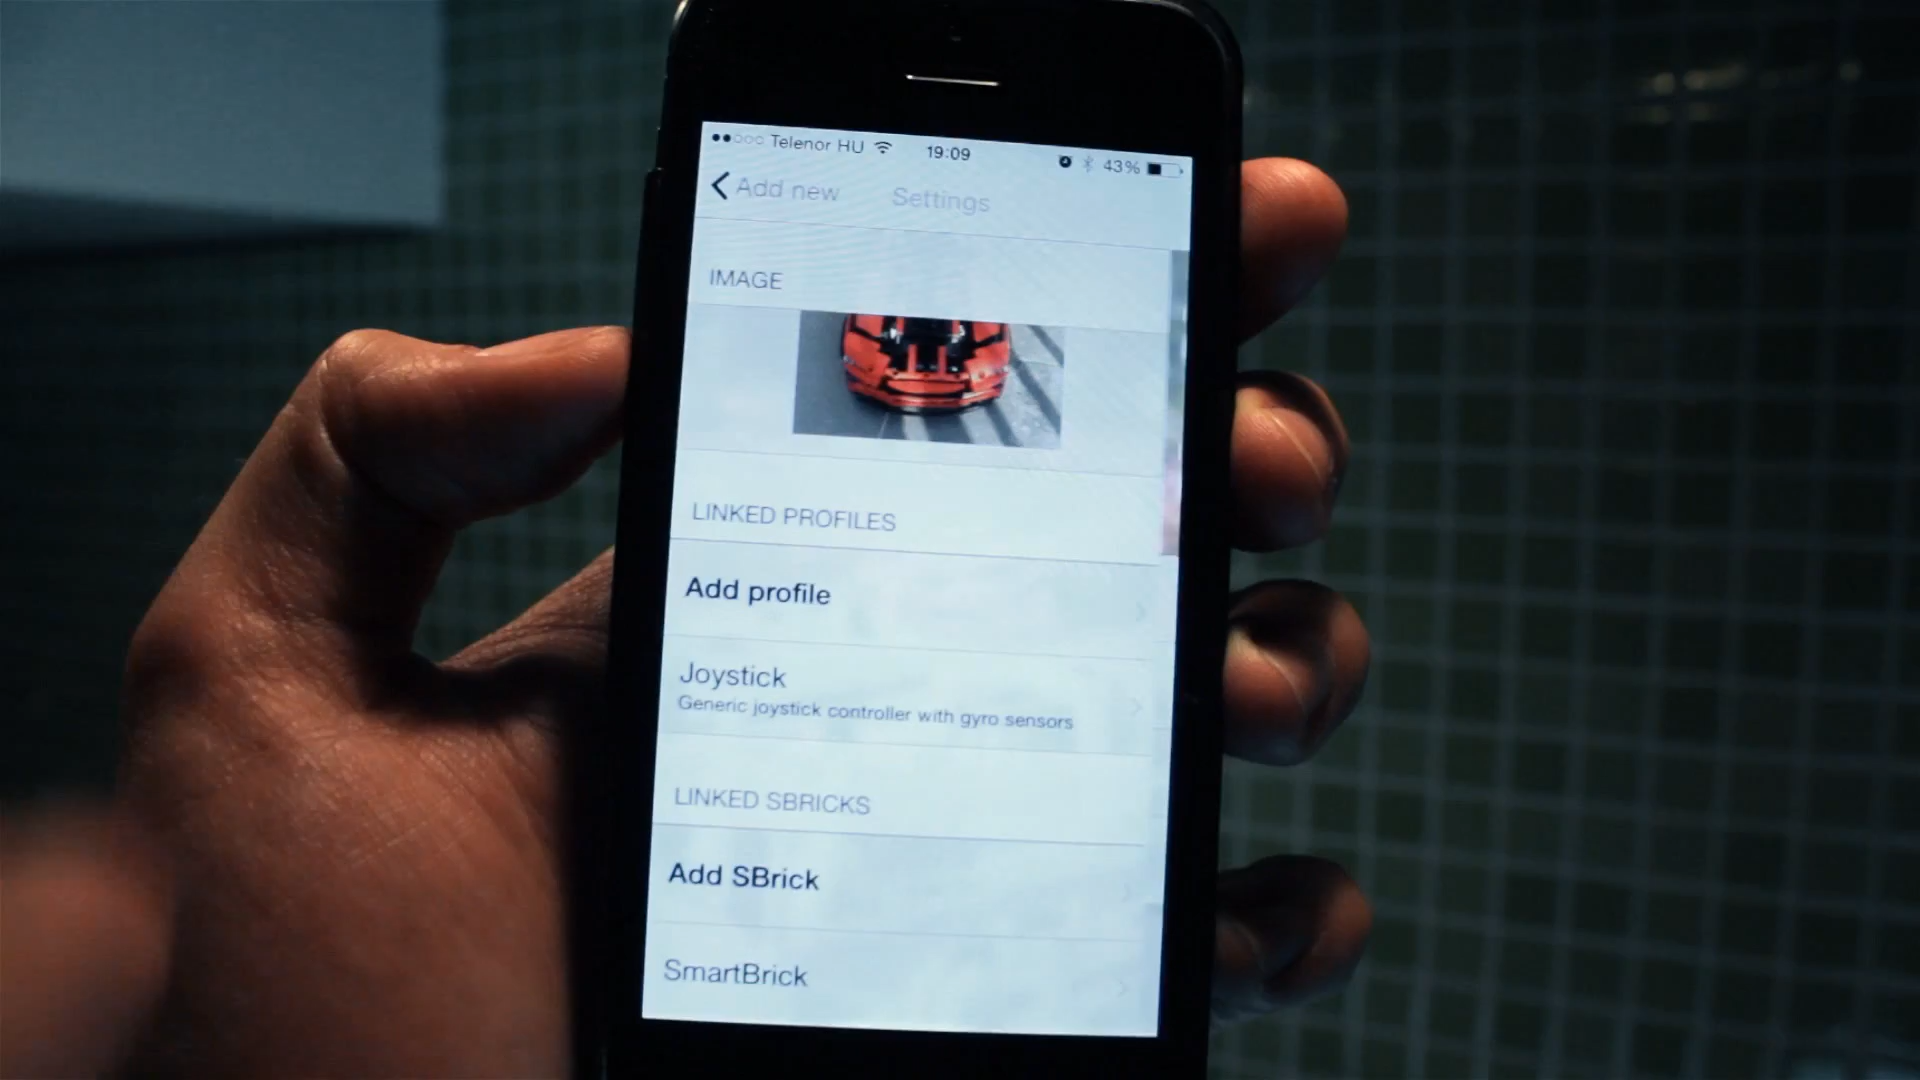 Telenor HU 19:09 43%
Add new Settings
IMAGE
LINKED PROFILES
Add profile
Joystick
Generic joystick controller with gyro sensors
LINKED SBRICKS
Add SBrick
SmartBrick